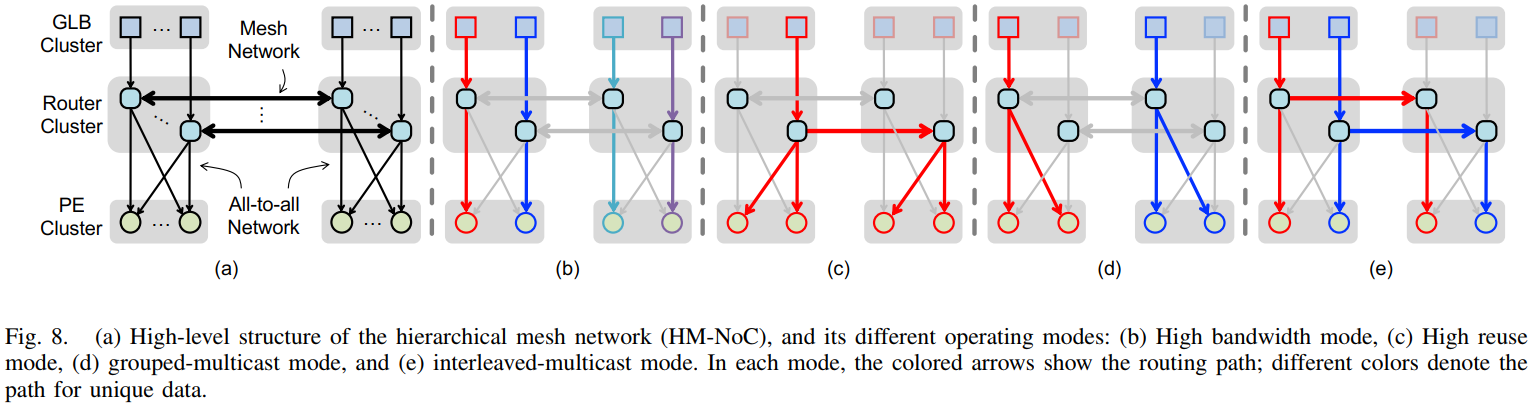 GLB
Cluster
Mesh
Network
Router
Cluster
PE
Cluster
All-to-all
Network
(a)
(b)
(c)
(d)
(e)
Fig. 8. (a) High-level structure of the hierarchical mesh network (HM-NoC), and its different operating modes: (b) High bandwidth mode, (c) High reuse
mode, (d) grouped-multicast mode, and (e) interleaved-multicast mode. In each mode, the colored arrows show the routing path; different colors denote the
path for unique data.